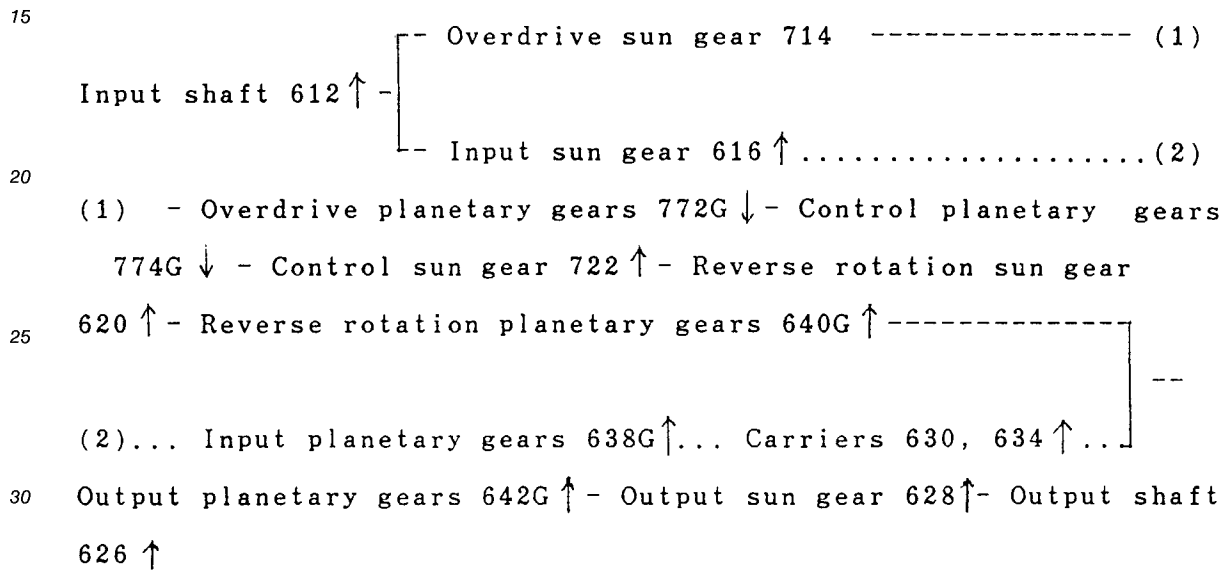 15
Overdrive sun gear 714 --------------- (1)
Input shaft 612 ↑ -
Input sun gear 616 ↑ .....................(2)
20
(1) - Overdrive planetary gears 772G ↓ - Control planetary gears
774G ↓ - Control sun gear 722 ↑ - Reverse rotation sun gear
25 620 ↑ - Reverse rotation planetary gears 640G ↑ --------------
--
(2)... Input planetary gears 638G ↑... Carriers 630, 634 ↑ ...
30 Output planetary gears 642G ↑ - Output sun gear 628 ↑ - Output shaft
626 ↑